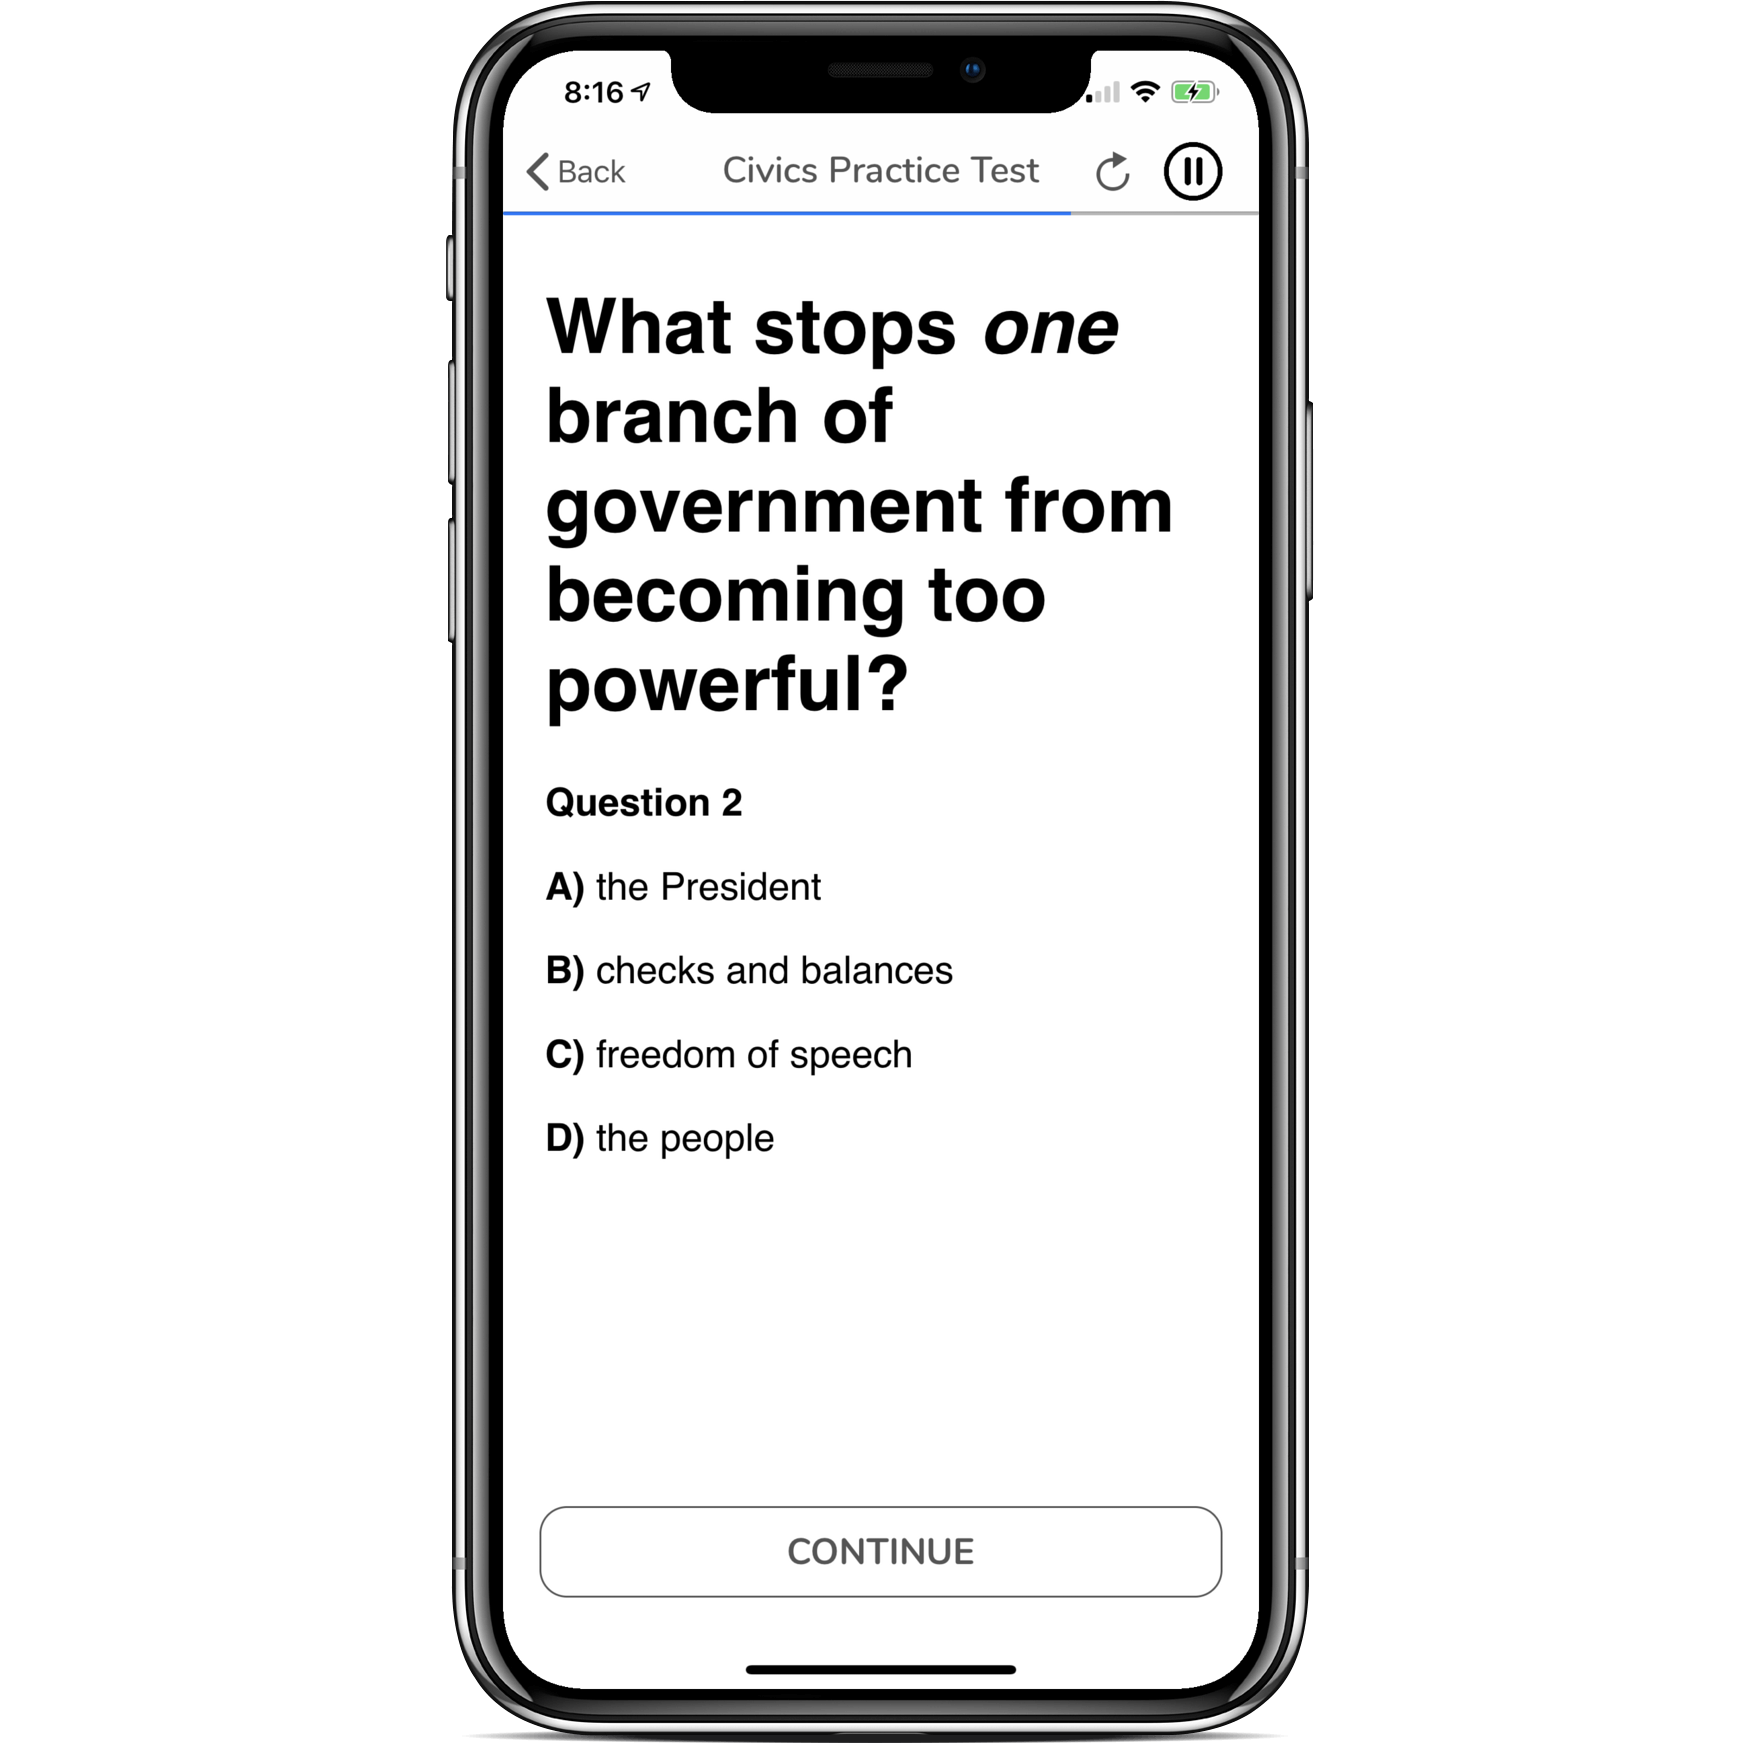 8:16
Back
Civics Practice Test
What stops one
branch of
government from
becoming too
powerful?
Question 2
A) the President
B) checks and balances
C) freedom of speech
D) the people
CONTINUE